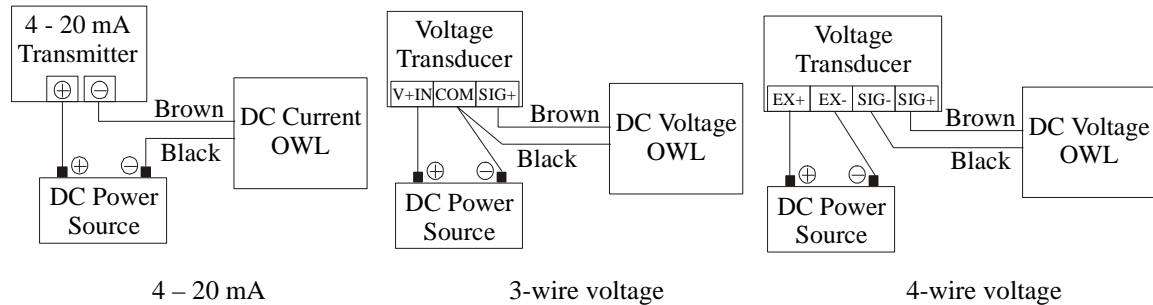 4 - 20 mA
Transmitter
⊕ ⊖
Brown
DC Current
OWL
Black
⊕ ⊖
DC Power
Source
4 – 20 mA
Voltage
Transducer
V+IN COM SIG+
Brown
DC Voltage
OWL
Black
⊕ ⊖
DC Power
Source
3-wire voltage
Voltage
Transducer
EX+ EX- SIG- SIG+
Brown
DC Voltage
OWL
Black
⊕ ⊖
DC Power
Source
4-wire voltage